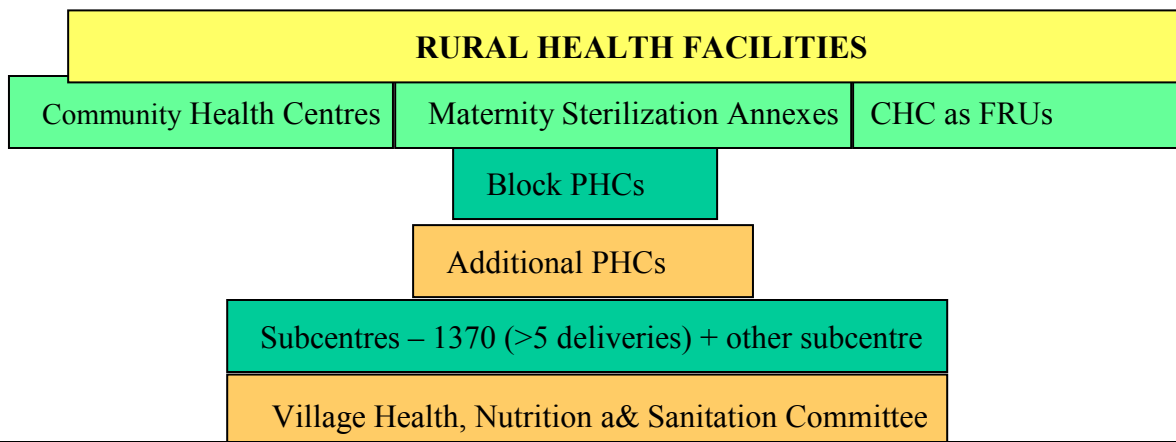 RURAL HEALTH FACILITIES
Community Health Centres
Maternity Sterilization Annexes
CHC as FRUs
Block PHCs
Additional PHCs
Subcentres – 1370 (>5 deliveries) + other subcentre
Village Health, Nutrition a& Sanitation Committee